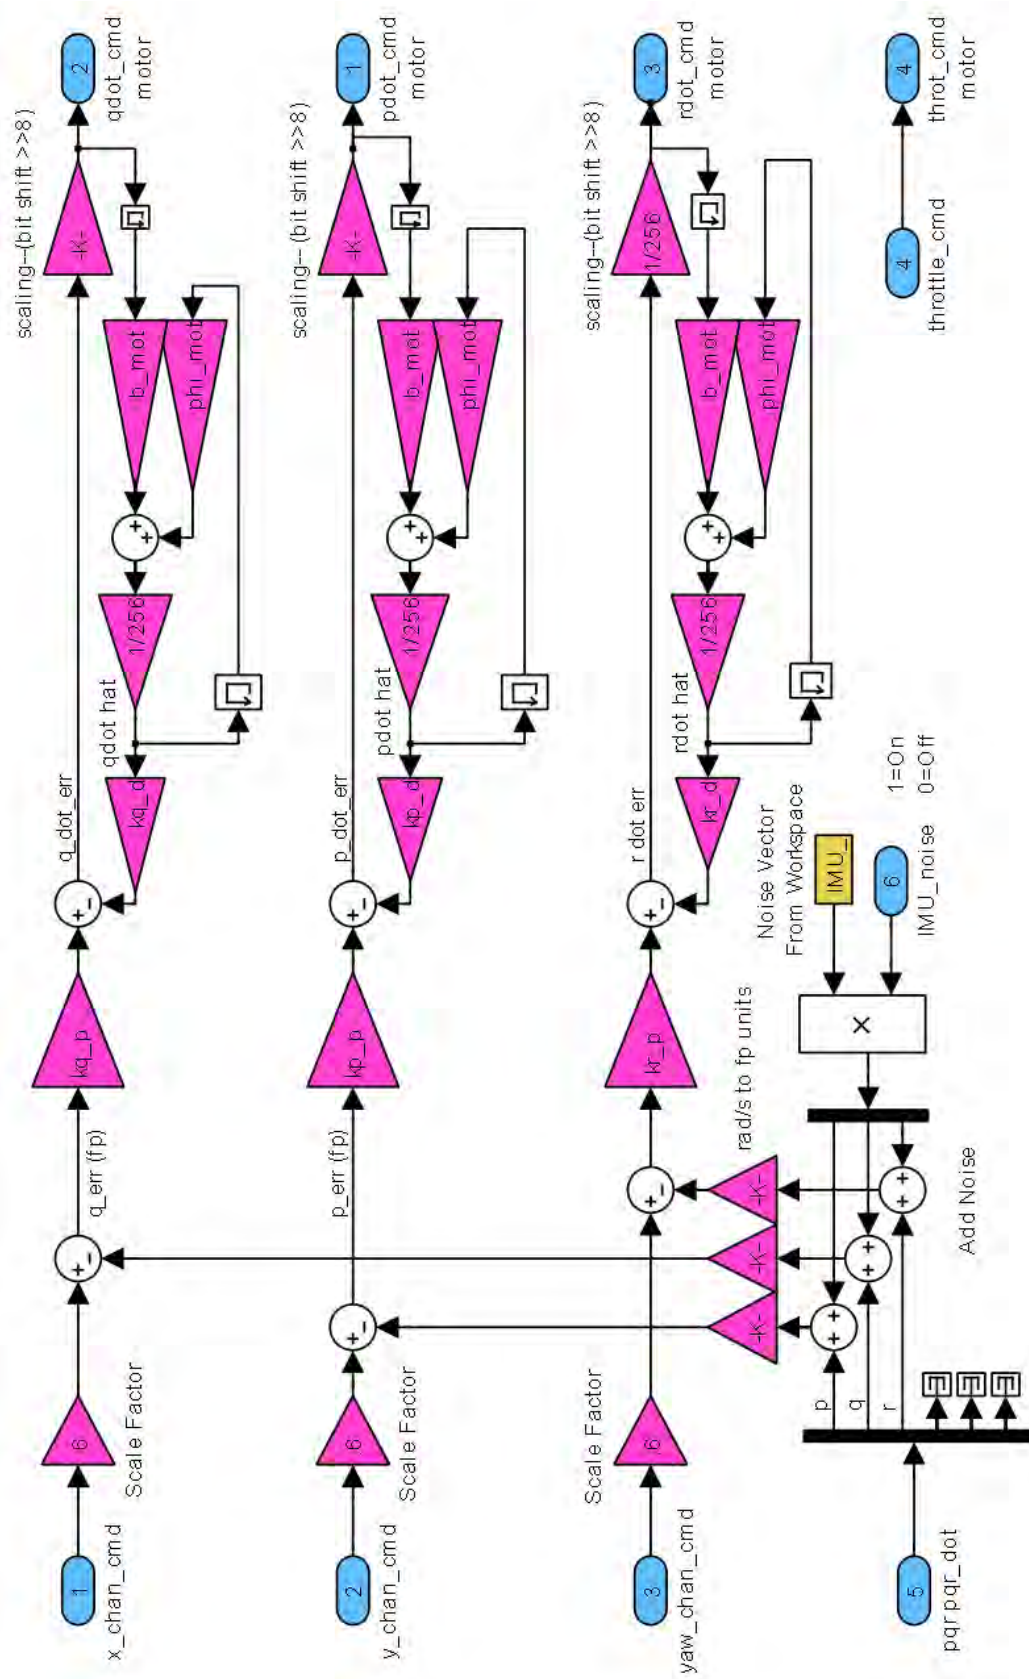 1
x_chan_cmd
6
Scale Factor
+
-
q_err (fp)
kq_p
+
-
q_dot_err
kq_d
qdot hat
1/256
+
+
b_mot
phi_mot
-K-
scaling--(bit shift >>8)
2
qdot_cmd
motor
2
y_chan_cmd
6
Scale Factor
+
-
p_err (fp)
kp_p
+
-
p_dot_err
kp_d
pdot hat
1/256
+
+
b_mot
phi_mot
-K-
scaling--(bit shift >>8)
1
pdot_cmd
motor
3
yaw_chan_cmd
6
Scale Factor
+
-
kr_p
+
-
r dot err
kr_d
rdot hat
1/256
+
+
b_mot
phi_mot
1/256
scaling--(bit shift >>8)
3
rdot_cmd
motor
-K-
-K-
-K-
rad/s to fp units
5
pqr pqr_dot
p
q
r
+
+
+
+
+
+
Add Noise
×
Noise Vector
From Workspace
IMU_
6
IMU_noise
1=On
0=Off
4
throttle_cmd
4
throt_cmd
motor